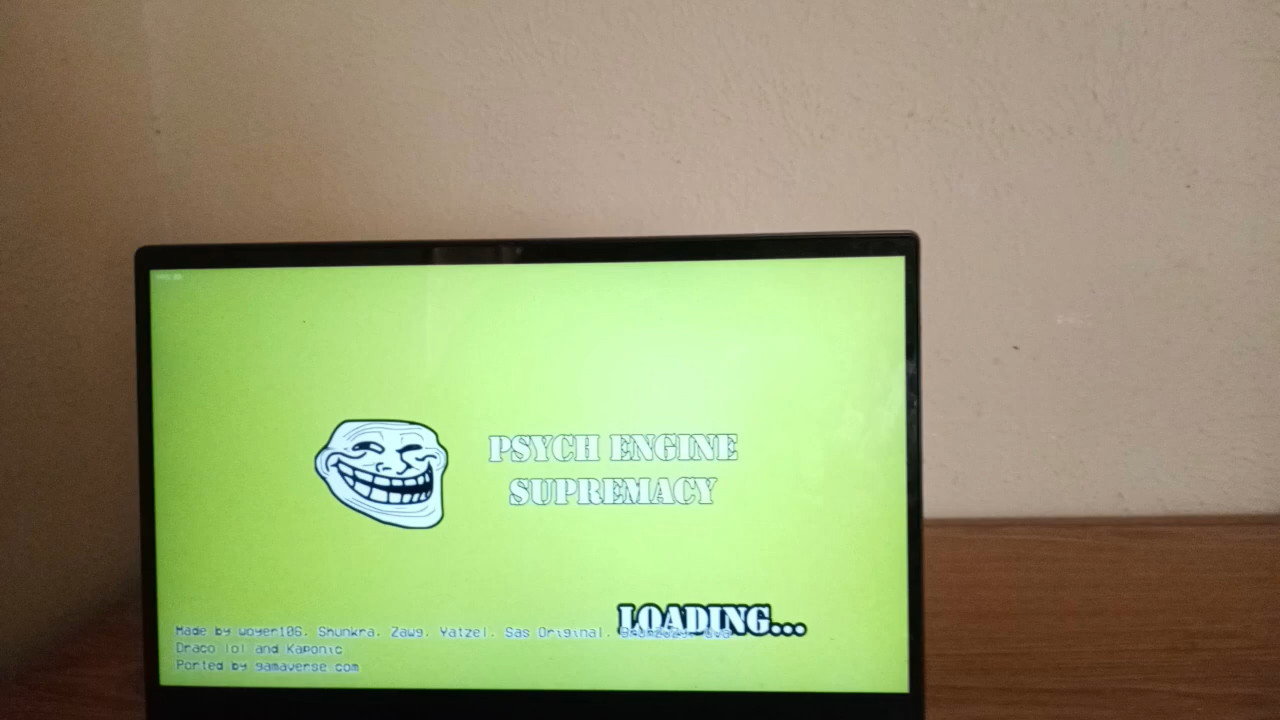 PSYCH ENGINE
SUPREMACY
LOADING...
Made by woyer106. Shunkra. Zawg. Yatzel. Sas Original.
Draco lol and Kaponic
Ported by gamaverse.com